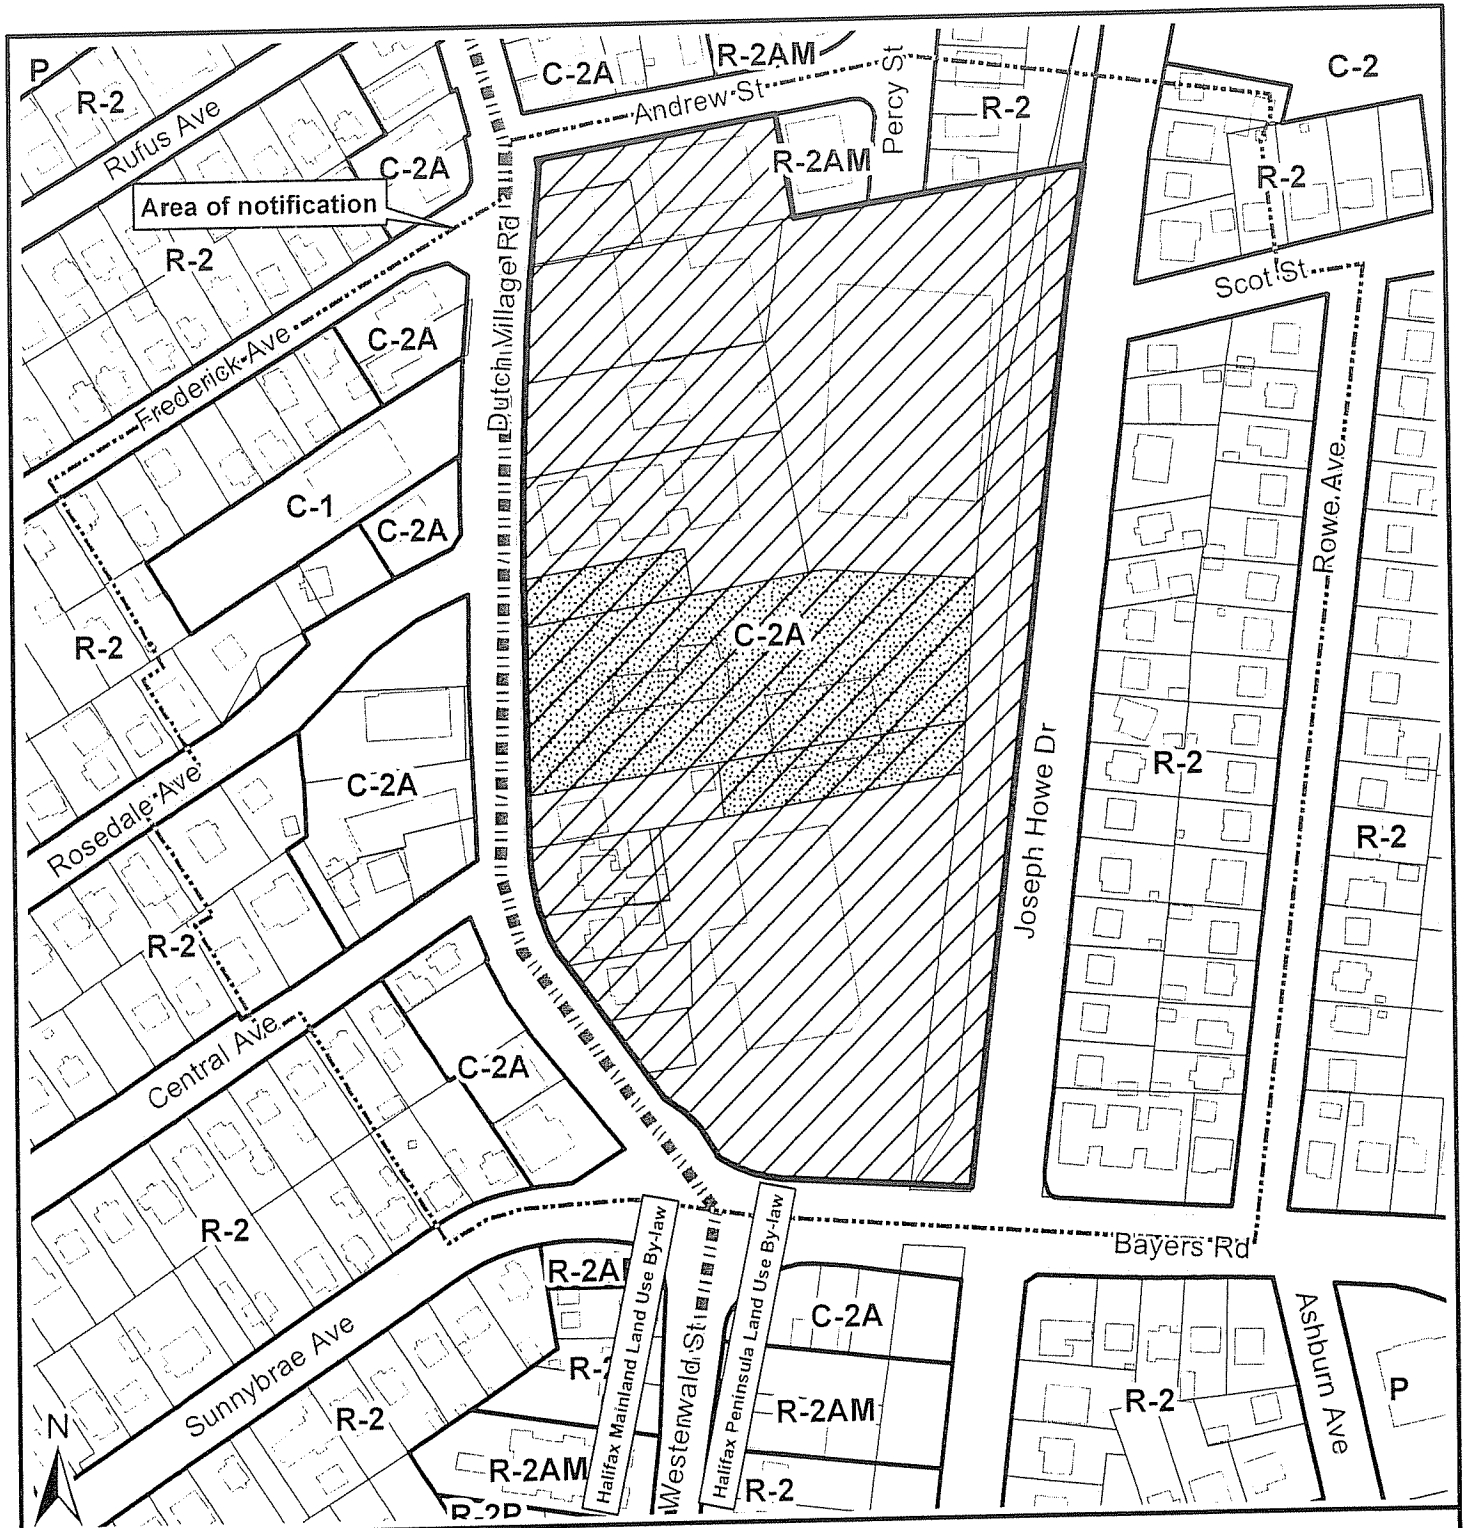 P
R-2
Rufus Ave
C-2A
R-2AM
Andrew St
Percy St
R-2
C-2
C-2A
R-2AM
R-2
Area of notification
R-2
Dutch Village Rd
Scot St
Frederick Ave
C-2A
C-1
C-2A
Rowe Ave
R-2
C-2A
Joseph Howe Dr
R-2
Rosedale Ave
C-2A
R-2
R-2
Central Ave
C-2A
R-2
Bayers Rd
R-2A
Halifax Mainland Land Use By-law
Halifax Peninsula Land Use By-law
C-2A
Sunnybrae Ave
R-2
R-2
Westerwald St
R-2AM
R-2
Ashburn Ave
P
N
R-2AM
R-2
R-2P